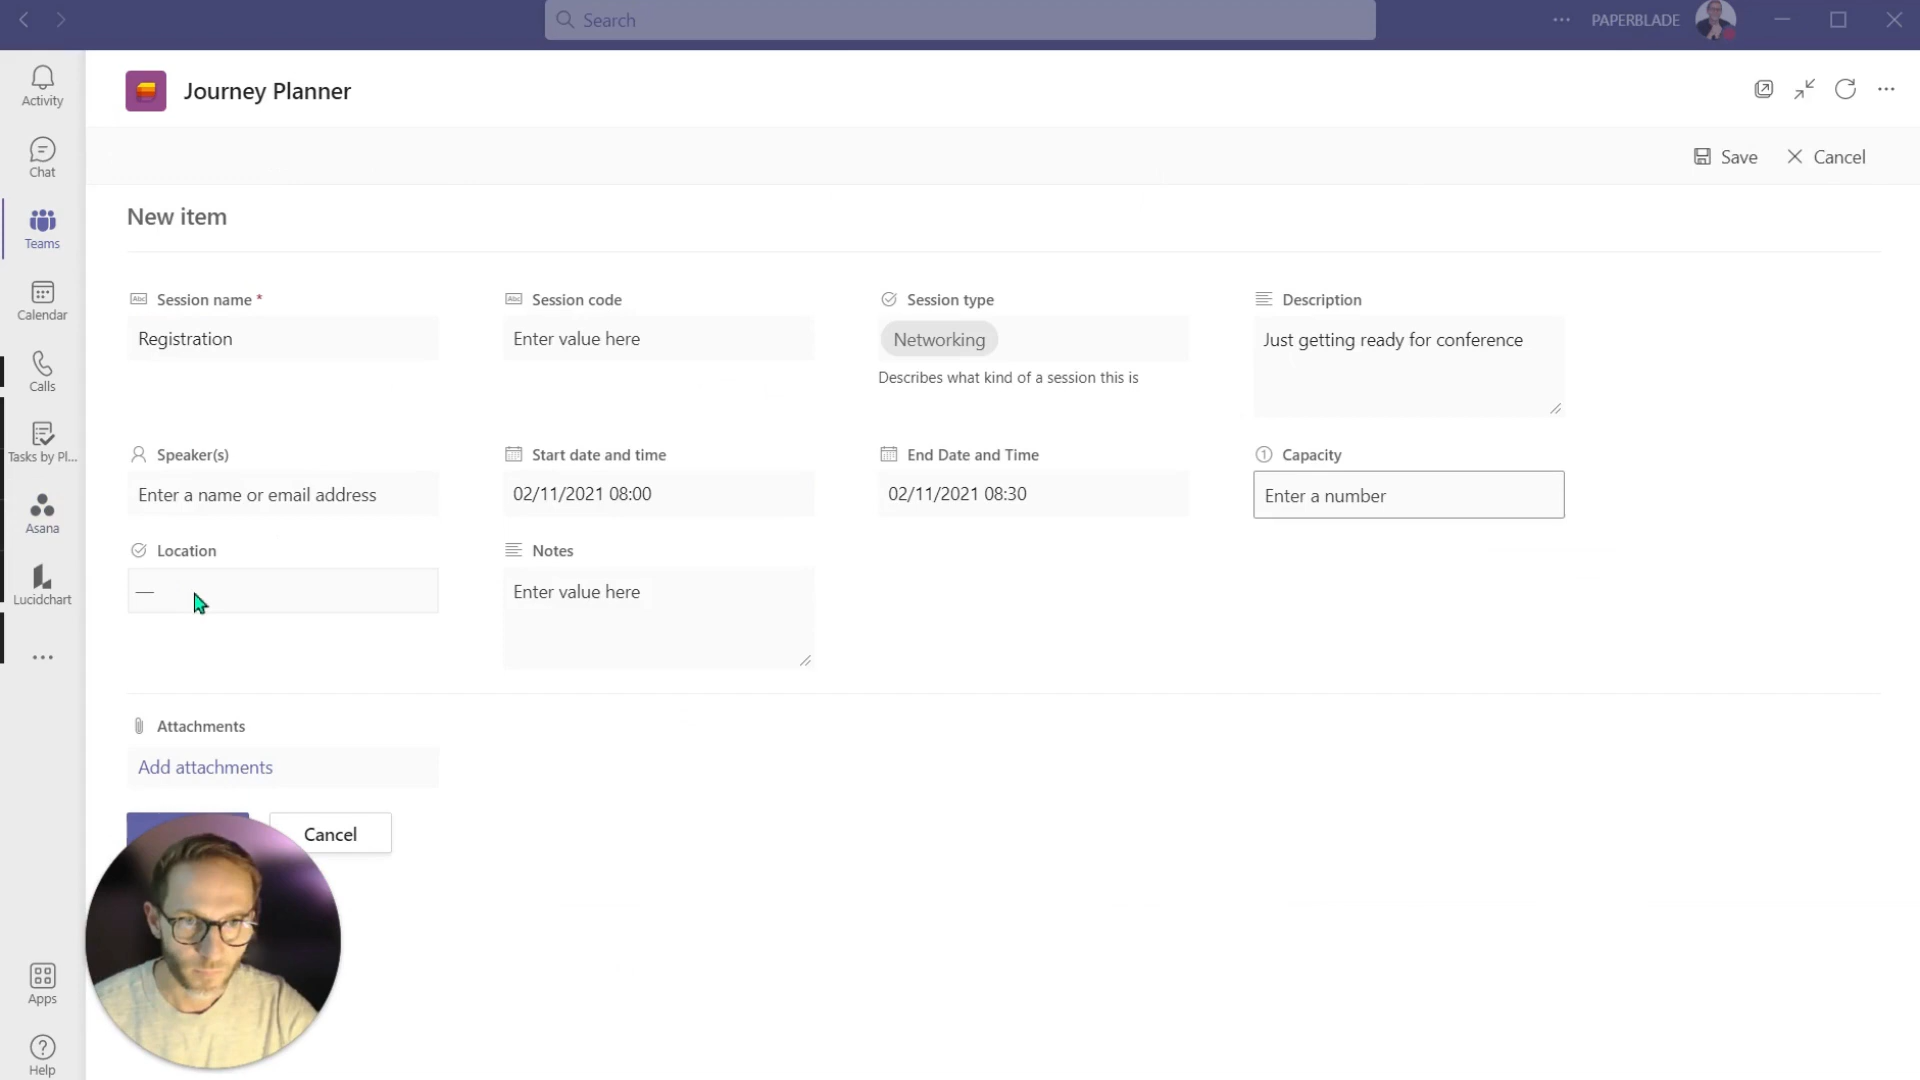 Search
PAPERBLADE
Activity
Chat
Teams
Calendar
Calls
Tasks by Pl...
Asana
Lucidchart
Apps
Help
Journey Planner
Save
Cancel
New item
Abc Session name *
Registration
Abc Session code
Enter value here
Session type
Networking
Describes what kind of a session this is
Description
Just getting ready for conference
Speaker(s)
Enter a name or email address
Start date and time
02/11/2021 08:00
End Date and Time
02/11/2021 08:30
1 Capacity
Enter a number
Location
—
Notes
Enter value here
Attachments
Add attachments
Cancel